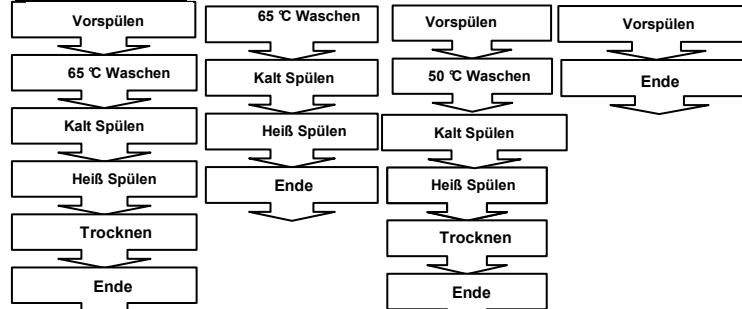 Vorspülen
65 °C Waschen
Kalt Spülen
Heiß Spülen
Trocknen
Ende
65 °C Waschen
Kalt Spülen
Heiß Spülen
Ende
Vorspülen
50 °C Waschen
Kalt Spülen
Heiß Spülen
Trocknen
Ende
Vorspülen
Ende